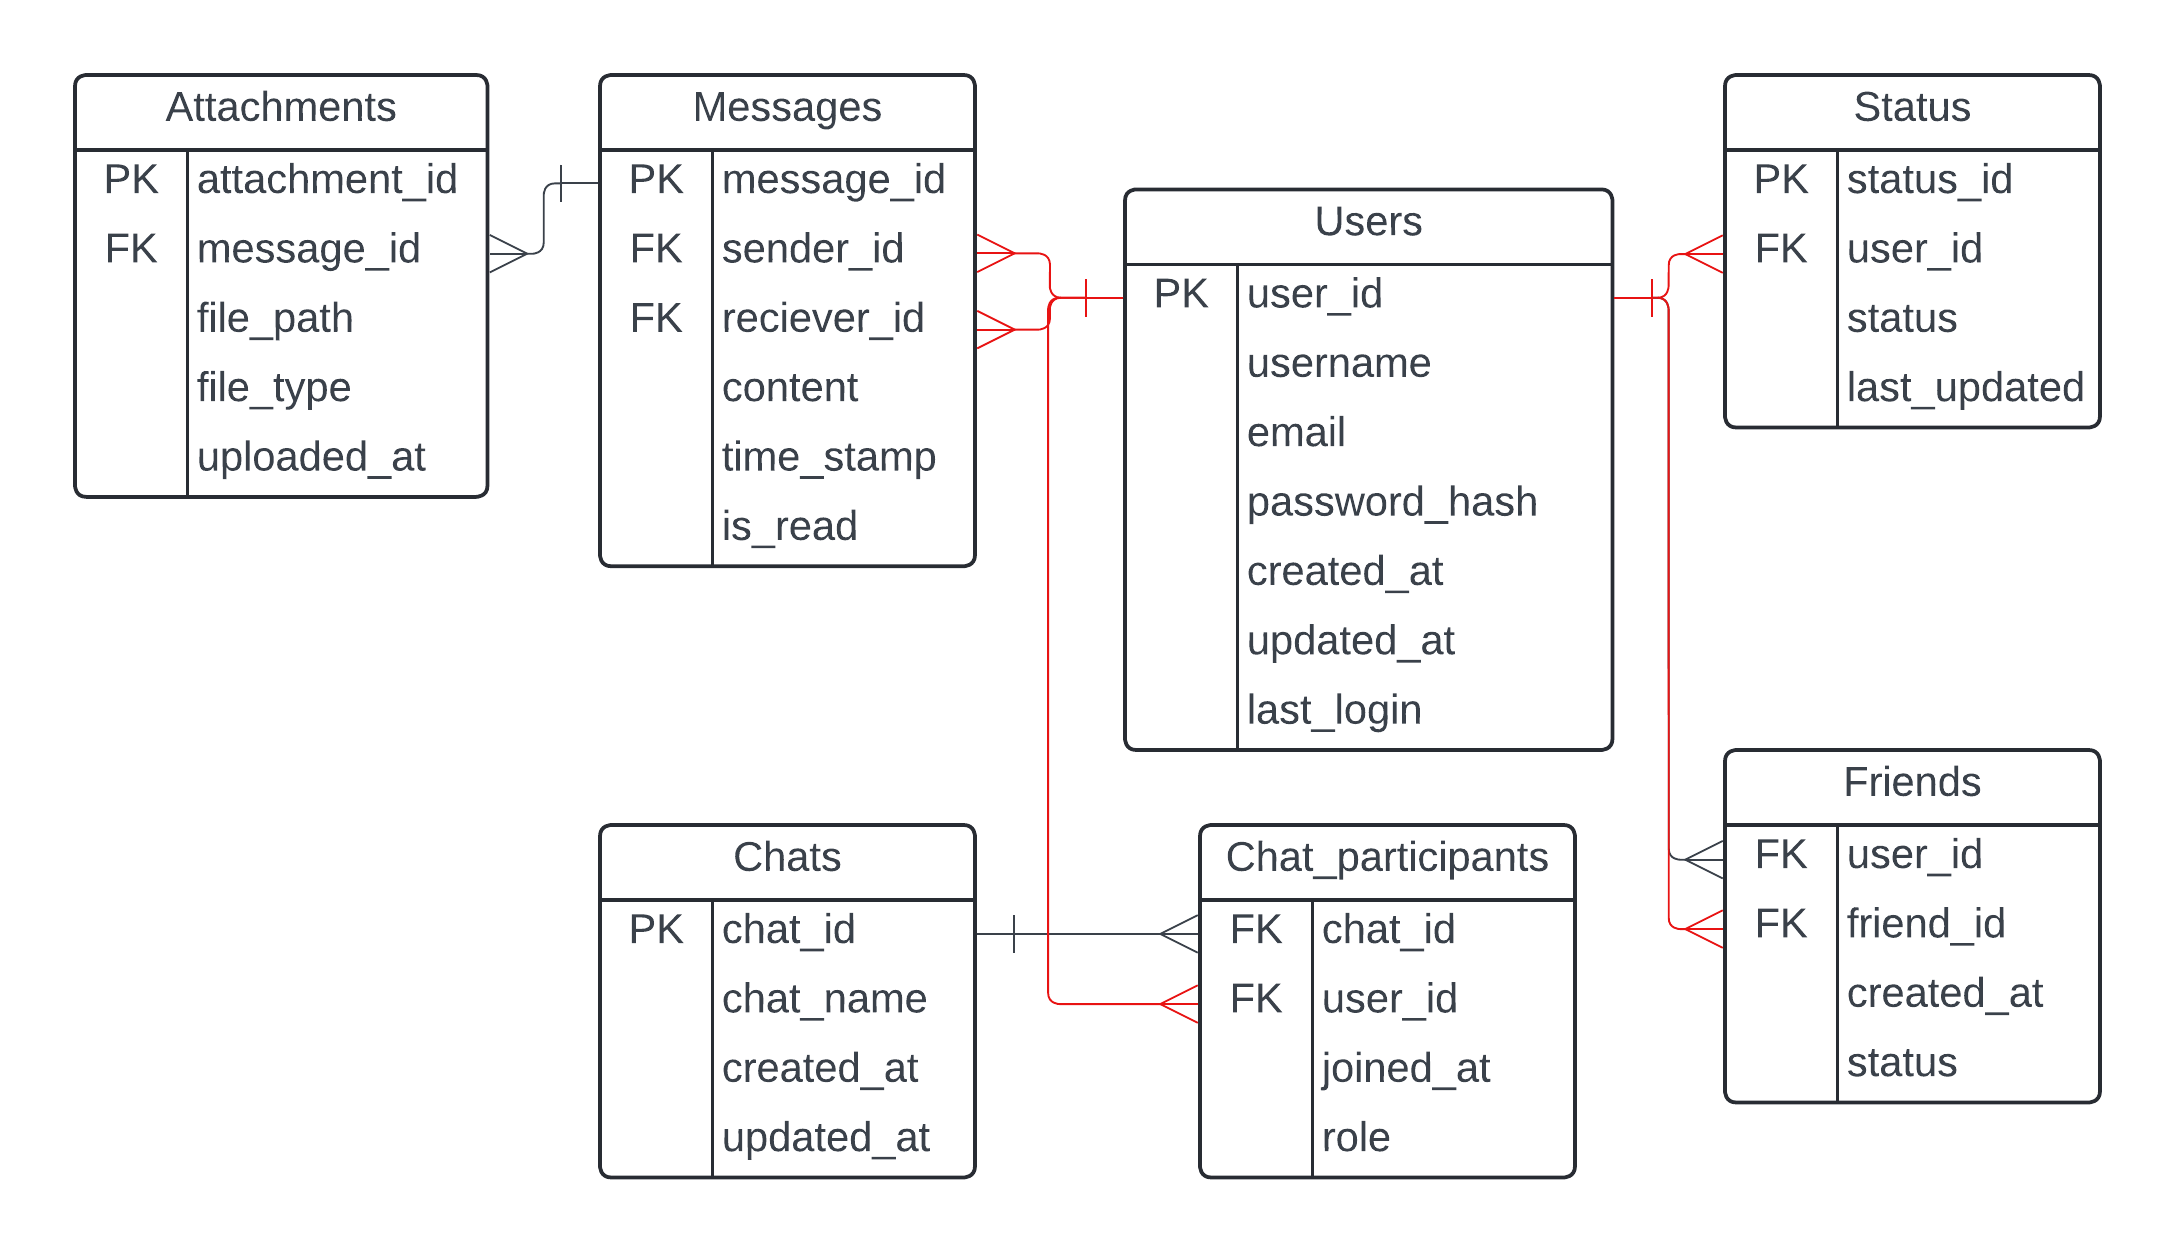 Attachments
PK attachment_id
FK message_id
file_path
file_type
uploaded_at
Messages
PK message_id
FK sender_id
FK reciever_id
content
time_stamp
is_read
Users
PK user_id
username
email
password_hash
created_at
updated_at
last_login
Status
PK status_id
FK user_id
status
last_updated
Chats
PK chat_id
chat_name
created_at
updated_at
Chat_participants
FK chat_id
FK user_id
joined_at
role
Friends
FK user_id
FK friend_id
created_at
status